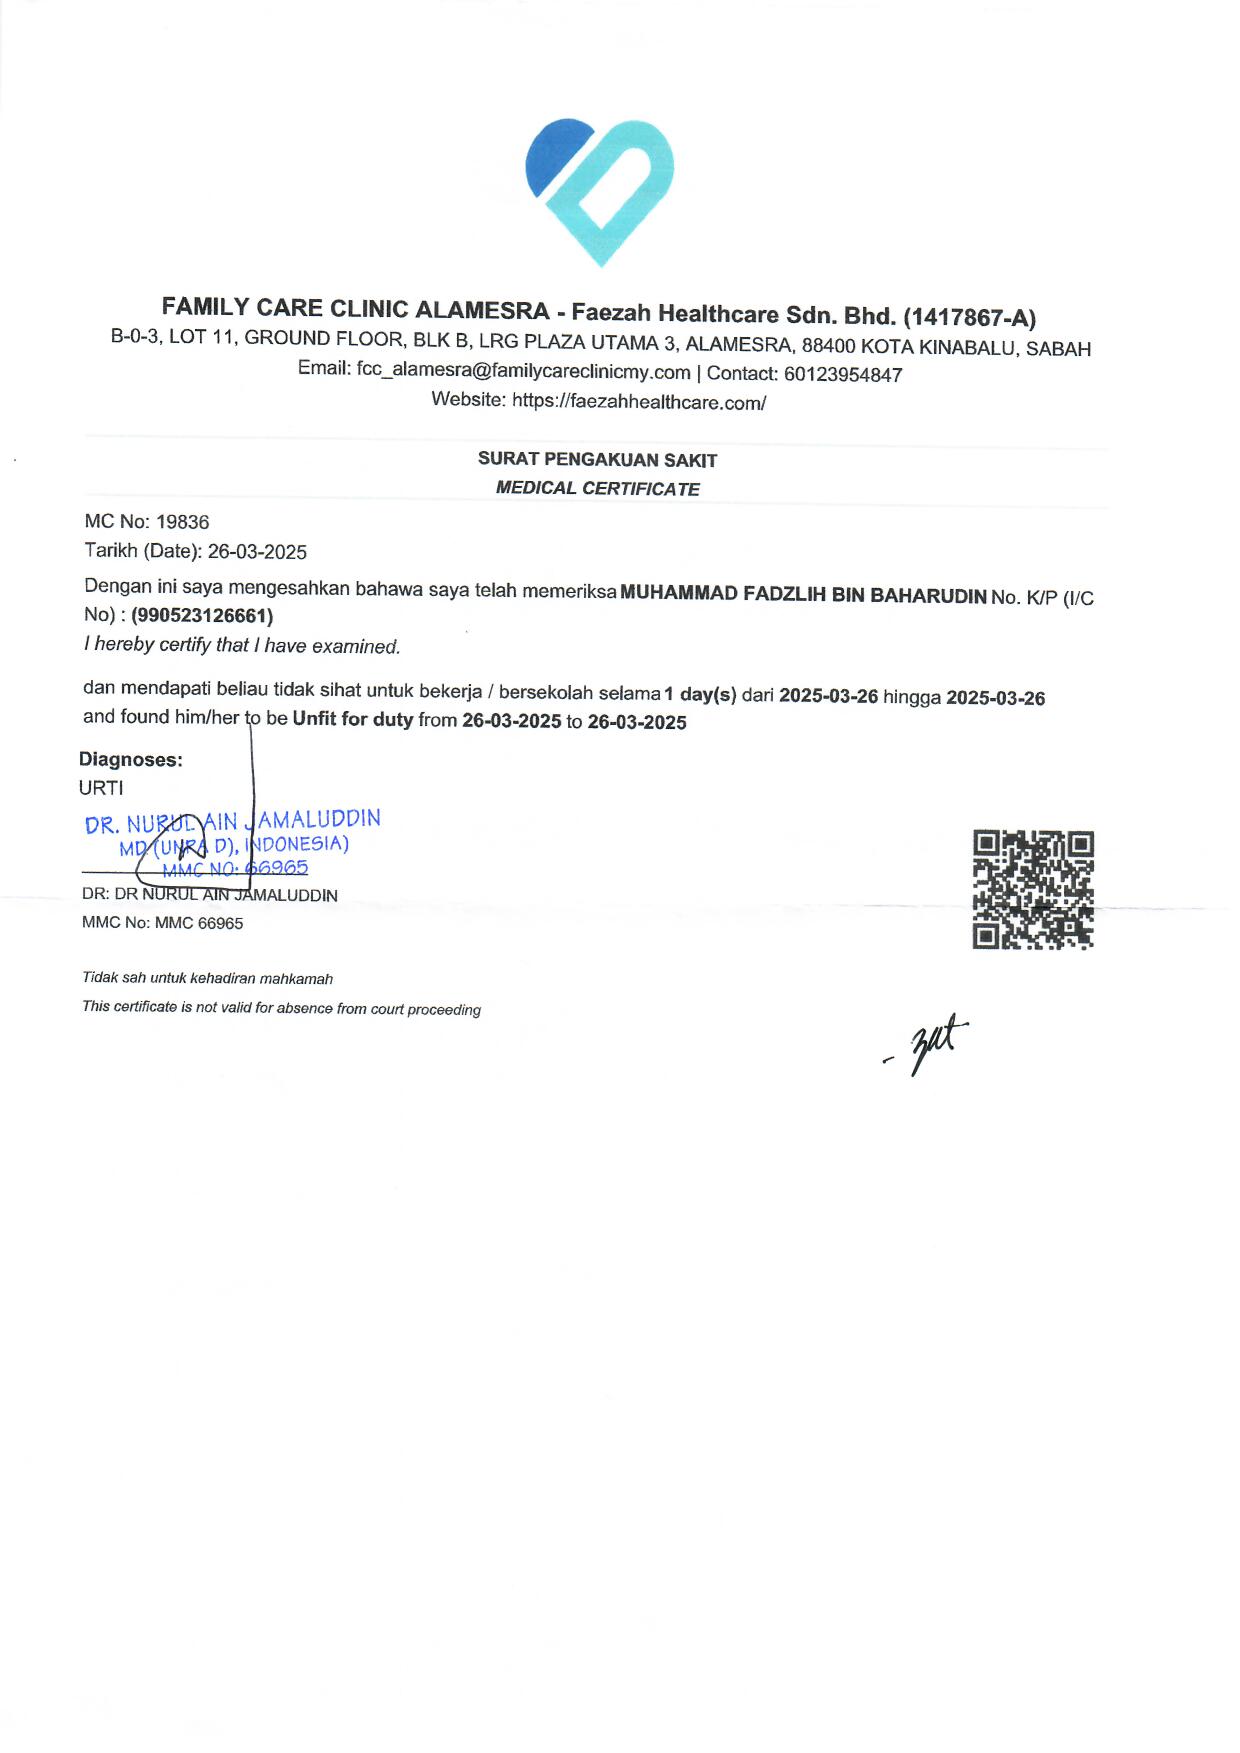 FAMILY CARE CLINIC ALAMESRA - Faezah Healthcare Sdn. Bhd. (1417867-A)
B-0-3, LOT 11, GROUND FLOOR, BLK B, LRG PLAZA UTAMA 3, ALAMESRA, 88400 KOTA KINABALU, SABAH
Email: fcc_alamesra@familycareclinicmy.com | Contact: 60123954847
Website: https://faezahhealthcare.com/
SURAT PENGAKUAN SAKIT
MEDICAL CERTIFICATE
MC No: 19836
Tarikh (Date): 26-03-2025
Dengan ini saya mengesahkan bahawa saya telah memeriksa MUHAMMAD FADZLIH BIN BAHARUDIN No. K/P (I/C
No) : (990523126661)
I hereby certify that I have examined.
dan mendapati beliau tidak sihat untuk bekerja / bersekolah selama 1 day(s) dari 2025-03-26 hingga 2025-03-26
and found him/her to be Unfit for duty from 26-03-2025 to 26-03-2025
Diagnoses:
URTI
DR. NURUL AIN JAMALUDDIN
MD D), INDONESIA)
MMC NO: 66965
DR: DR NURUL AIN JAMALUDDIN
MMC No: MMC 66965
Tidak sah untuk kehadiran mahkamah
This certificate is not valid for absence from court proceeding